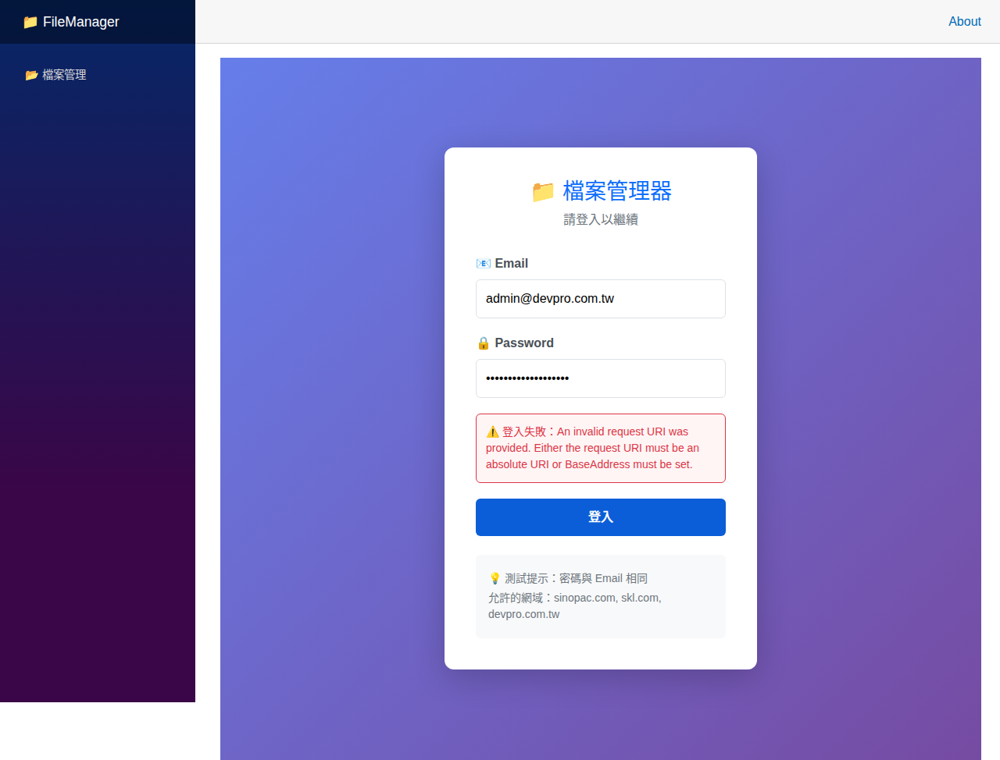 📁 FileManager
About
📂 檔案管理
📁 檔案管理器
請登入以繼續
📧 Email
admin@devpro.com.tw
🔒 Password
•••••••••••••••••••
⚠️ 登入失敗：An invalid request URI was
provided. Either the request URI must be an
absolute URI or BaseAddress must be set.
登入
💡 測試提示：密碼與 Email 相同
允許的網域：sinopac.com, skl.com,
devpro.com.tw